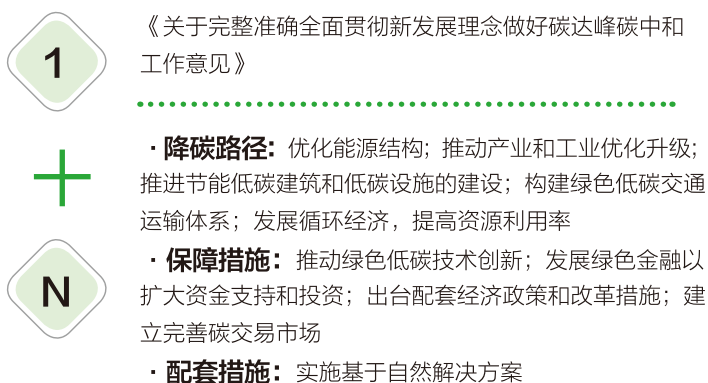 1
《关于完整准确全面贯彻新发展理念做好碳达峰碳中和
工作意见》
+
· 降碳路径: 优化能源结构; 推动产业和工业优化升级;
推进节能低碳建筑和低碳设施的建设; 构建绿色低碳交通
运输体系; 发展循环经济, 提高资源利用率
N
· 保障措施: 推动绿色低碳技术创新; 发展绿色金融以
扩大资金支持和投资; 出台配套经济政策和改革措施; 建
立完善碳交易市场
· 配套措施: 实施基于自然解决方案